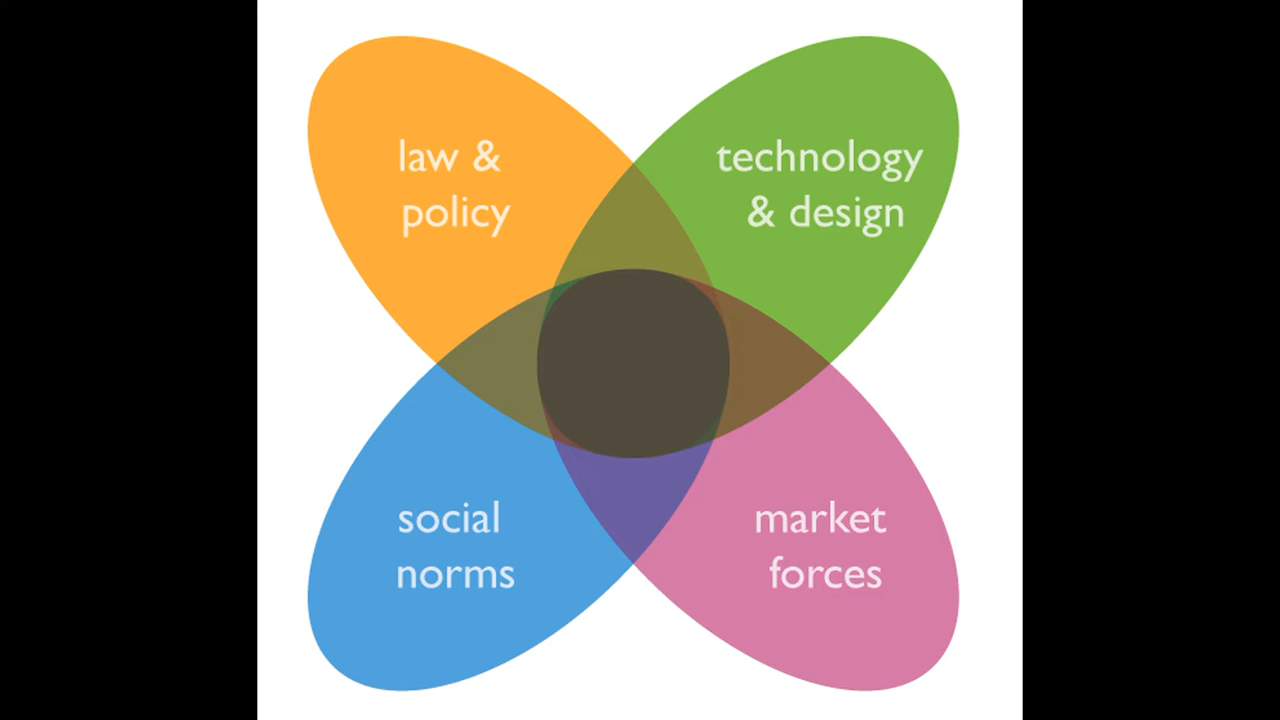 law &
policy
technology
& design
social
norms
market
forces